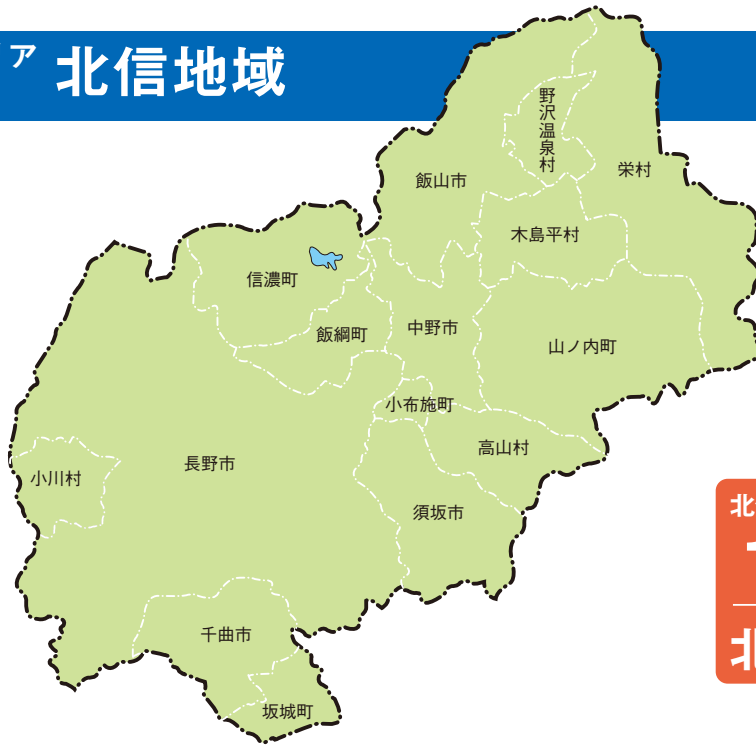 ア 北信地域
野沢温泉村
飯山市
栄村
木島平村
信濃町
飯綱町
中野市
山ノ内町
小布施町
高山村
長野市
小川村
須坂市
千曲市
坂城町
北
北